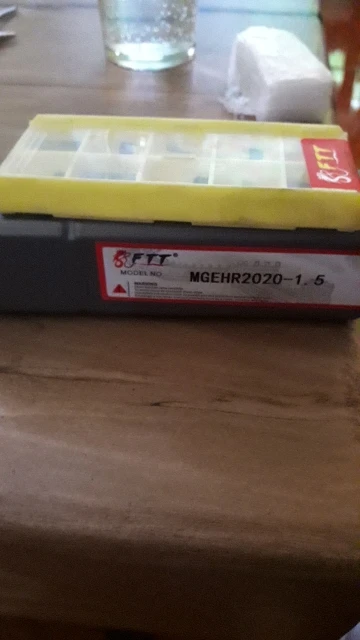 FTT
FTT®
MODEL NO
MGEHR2020-1.5
WARNING